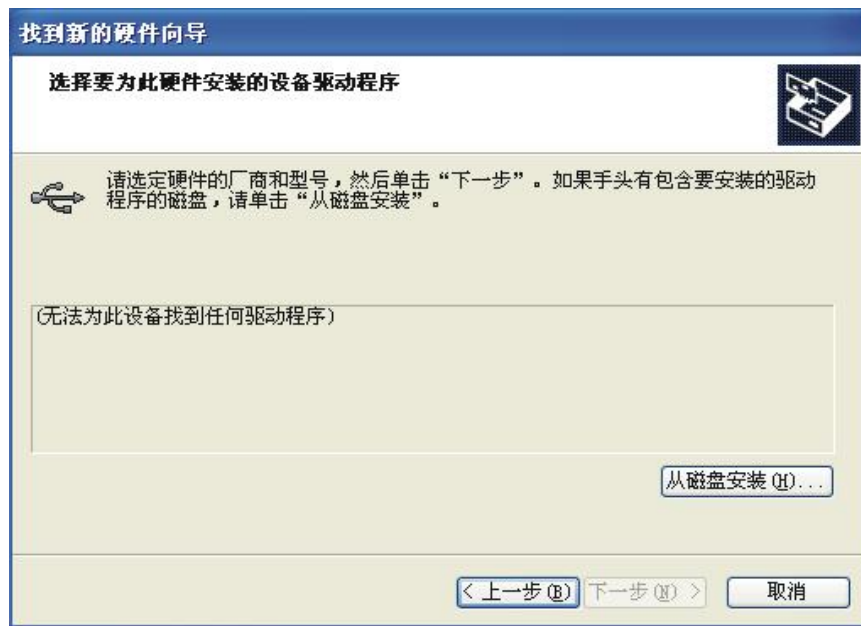 找到新的硬件向导
选择要为此硬件安装的设备驱动程序
请选定硬件的厂商和型号，然后单击“下一步”。如果手头有包含要安装的驱动
程序的磁盘，请单击“从磁盘安装”。
(无法为此设备找到任何驱动程序)
从磁盘安装(H)...
< 上一步(B) 下一步(N) > 取消